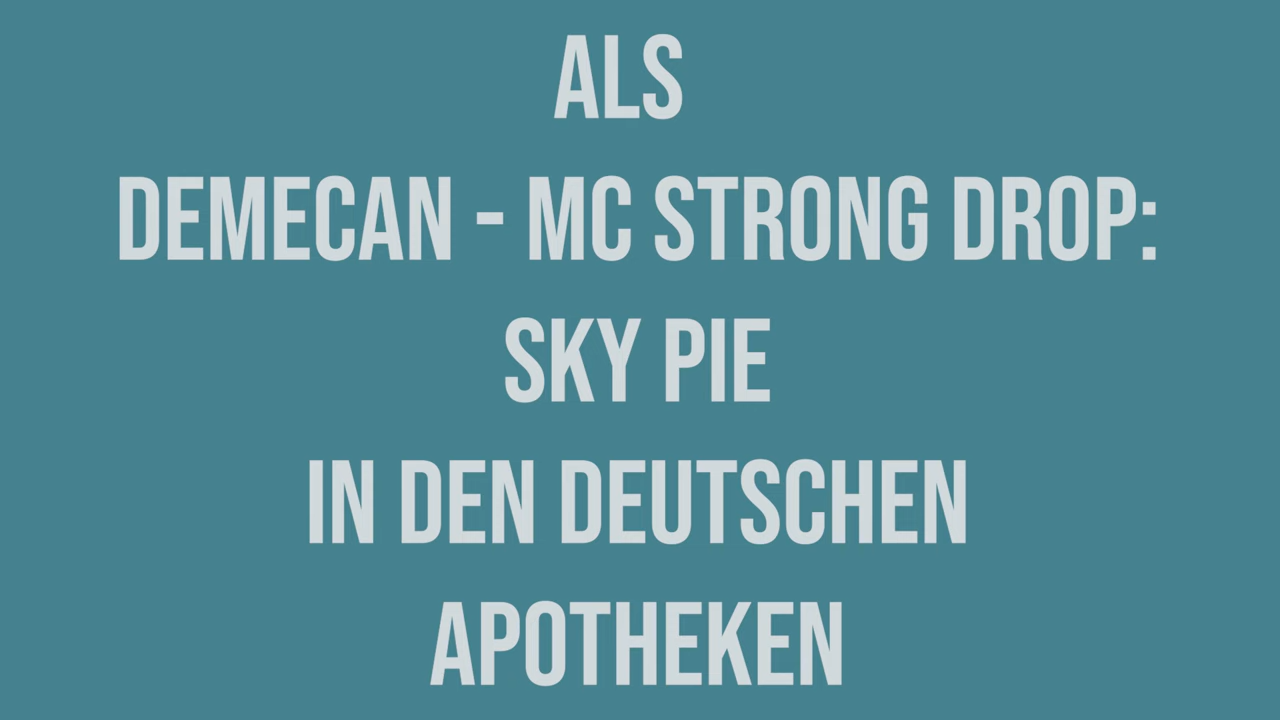 ALS
DEMECAN - MC STRONG DROP:
SKY PIE
IN DEN DEUTSCHEN
APOTHEKEN